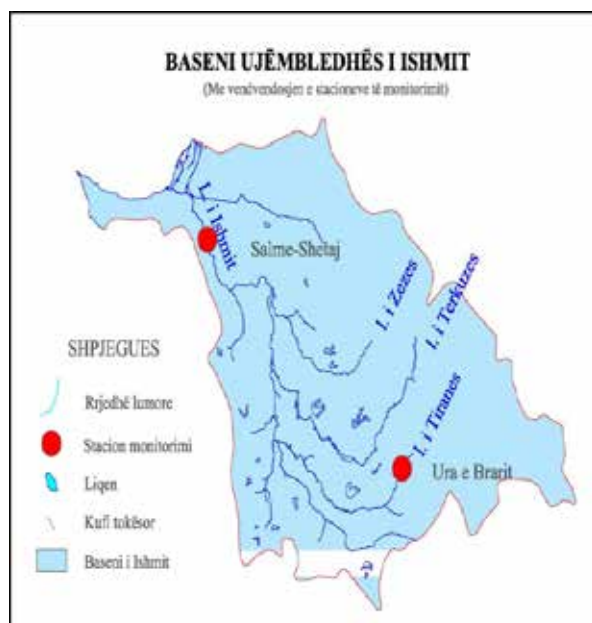 BASENI UJËMBLEDHËS I ISHMIT
(Me vendvendosjen e stacioneve të monitorimit)
L. i Ishmit
Salme-Shetaj
L. i Zezes
L. i Terkuzes
SHPJEGUES
Rrjedhë lumore
L. i Tiranes
Stacion monitorimi
Ura e Brarit
Liqen
Kufi tokësor
Baseni i Ishmit